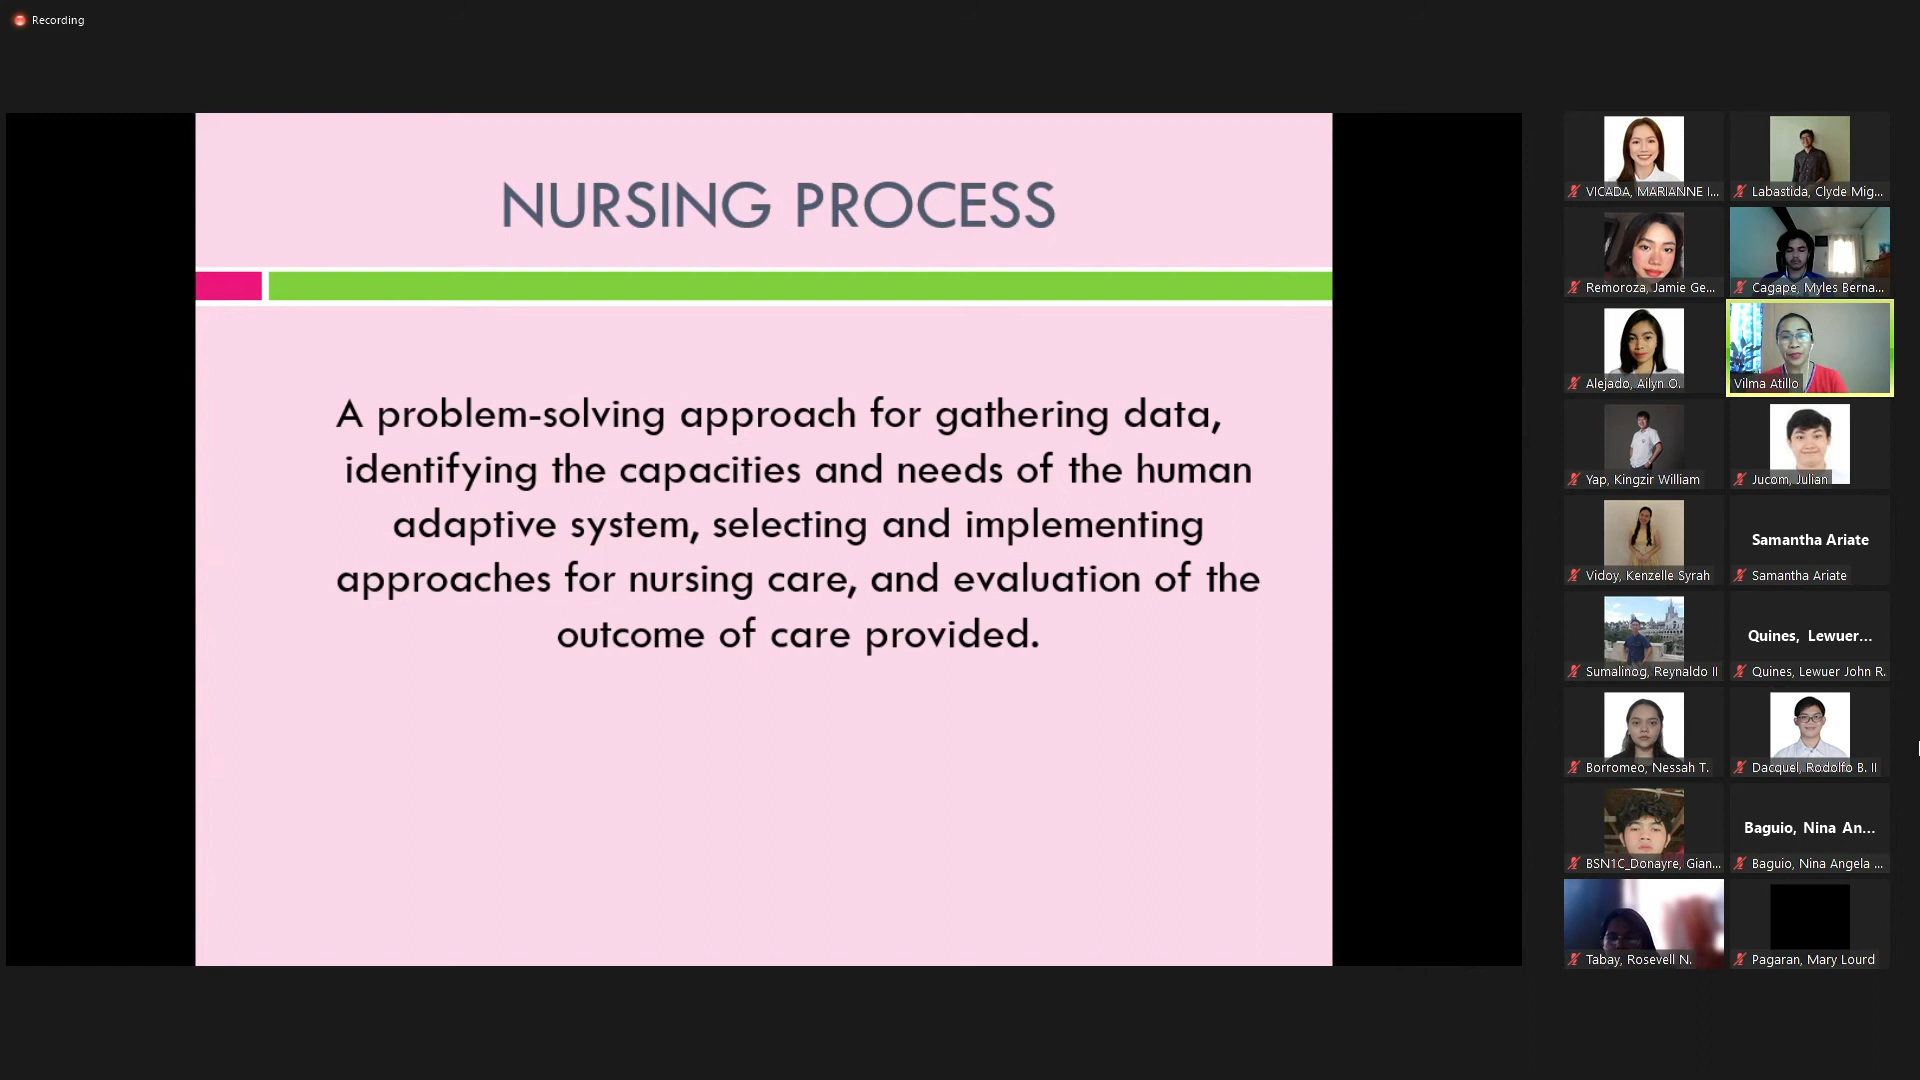 Recording
NURSING PROCESS
A problem-solving approach for gathering data,
identifying the capacities and needs of the human
adaptive system, selecting and implementing
approaches for nursing care, and evaluation of the
outcome of care provided.
VICADA, MARIANNE I...
Labastida, Clyde Mig...
Remoroza, Jamie Ge...
Cagape, Myles Berna...
Alejado, Ailyn O.
Vilma Atillo
Yap, Kingzir William
Jucom, Julian
Vidoy, Kenzelle Syrah
Samantha Ariate
Samantha Ariate
Sumalinog, Reynaldo II
Quines, Lewuer...
Quines, Lewuer John R.
Borromeo, Nessah T.
Dacquel, Rodolfo B. II
BSN1C_Donayre, Gian...
Baguio, Nina An...
Baguio, Nina Angela ...
Tabay, Rosevell N.
Pagaran, Mary Lourd